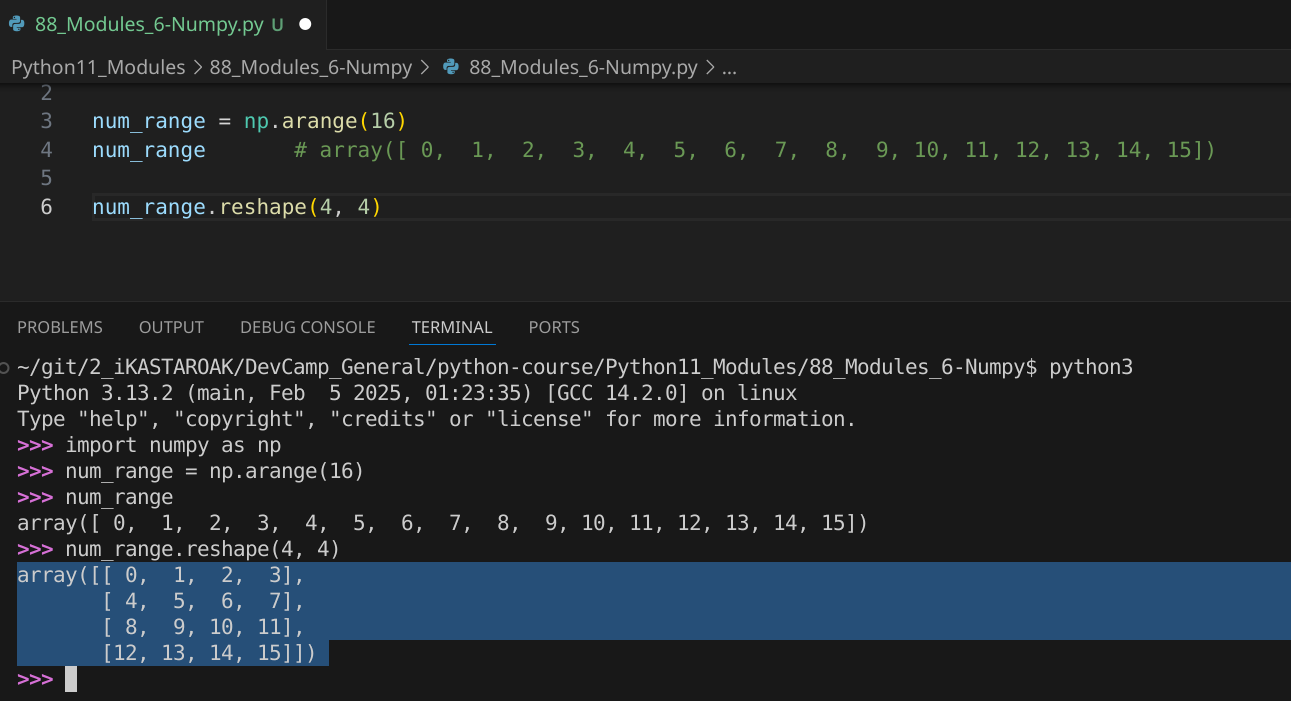 88_Modules_6-Numpy.py U
Python11_Modules > 88_Modules_6-Numpy > 88_Modules_6-Numpy.py > ...
2
3 num_range = np.arange(16)
4 num_range       # array([ 0,  1,  2,  3,  4,  5,  6,  7,  8,  9, 10, 11, 12, 13, 14, 15])
5
6 num_range.reshape(4, 4)
PROBLEMS OUTPUT DEBUG CONSOLE TERMINAL PORTS
~/git/2_iKASTAROAK/DevCamp_General/python-course/Python11_Modules/88_Modules_6-Numpy$ python3
Python 3.13.2 (main, Feb  5 2025, 01:23:35) [GCC 14.2.0] on linux
Type "help", "copyright", "credits" or "license" for more information.
>>> import numpy as np
>>> num_range = np.arange(16)
>>> num_range
array([ 0,  1,  2,  3,  4,  5,  6,  7,  8,  9, 10, 11, 12, 13, 14, 15])
>>> num_range.reshape(4, 4)
array([[ 0,  1,  2,  3],
       [ 4,  5,  6,  7],
       [ 8,  9, 10, 11],
       [12, 13, 14, 15]])
>>>